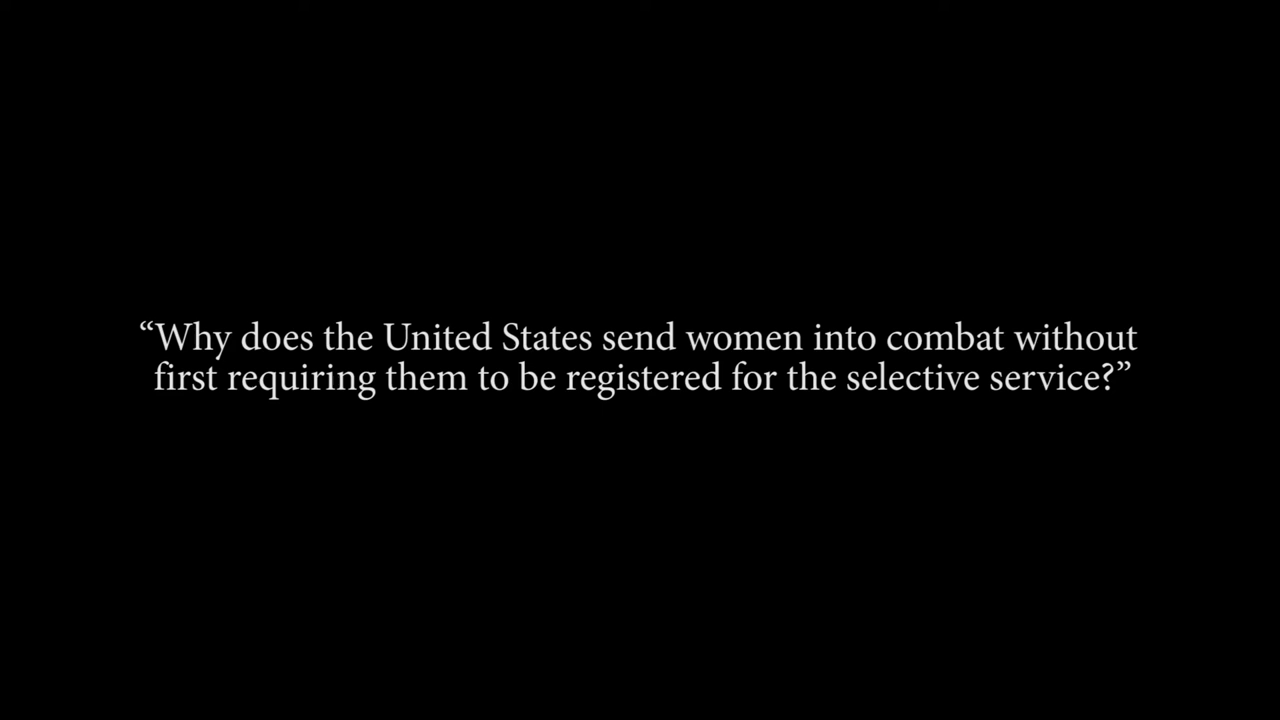 “Why does the United States send women into combat without
first requiring them to be registered for the selective service?”